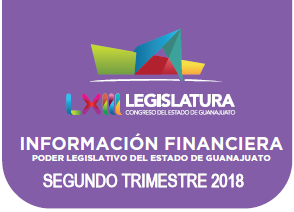 LXIII LEGISLATURA
CONGRESO DEL ESTADO DE GUANAJUATO
INFORMACIÓN FINANCIERA
PODER LEGISLATIVO DEL ESTADO DE GUANAJUATO
SEGUNDO TRIMESTRE 2018